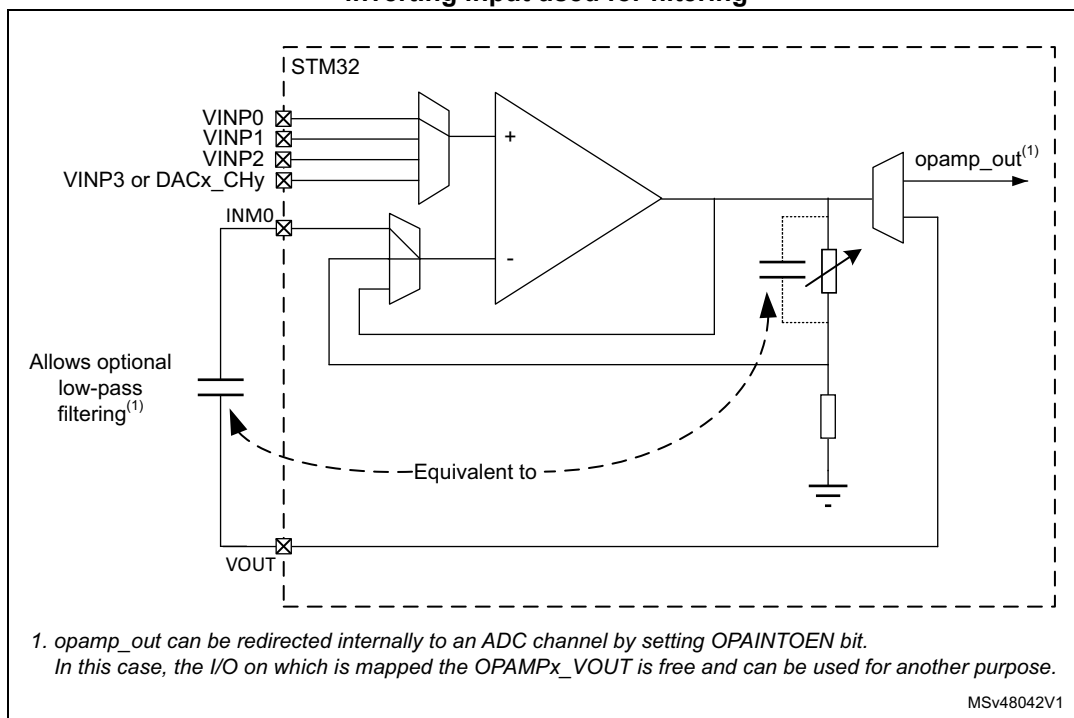 inverting input used for filtering
STM32
VINP0
VINP1
VINP2
VINP3 or DACx_CHy
INM0
+
-
opamp_out(1)
Allows optional
low-pass
filtering(1)
Equivalent to
VOUT
1. opamp_out can be redirected internally to an ADC channel by setting OPAINTOEN bit.
In this case, the I/O on which is mapped the OPAMPx_VOUT is free and can be used for another purpose.
MSv48042V1